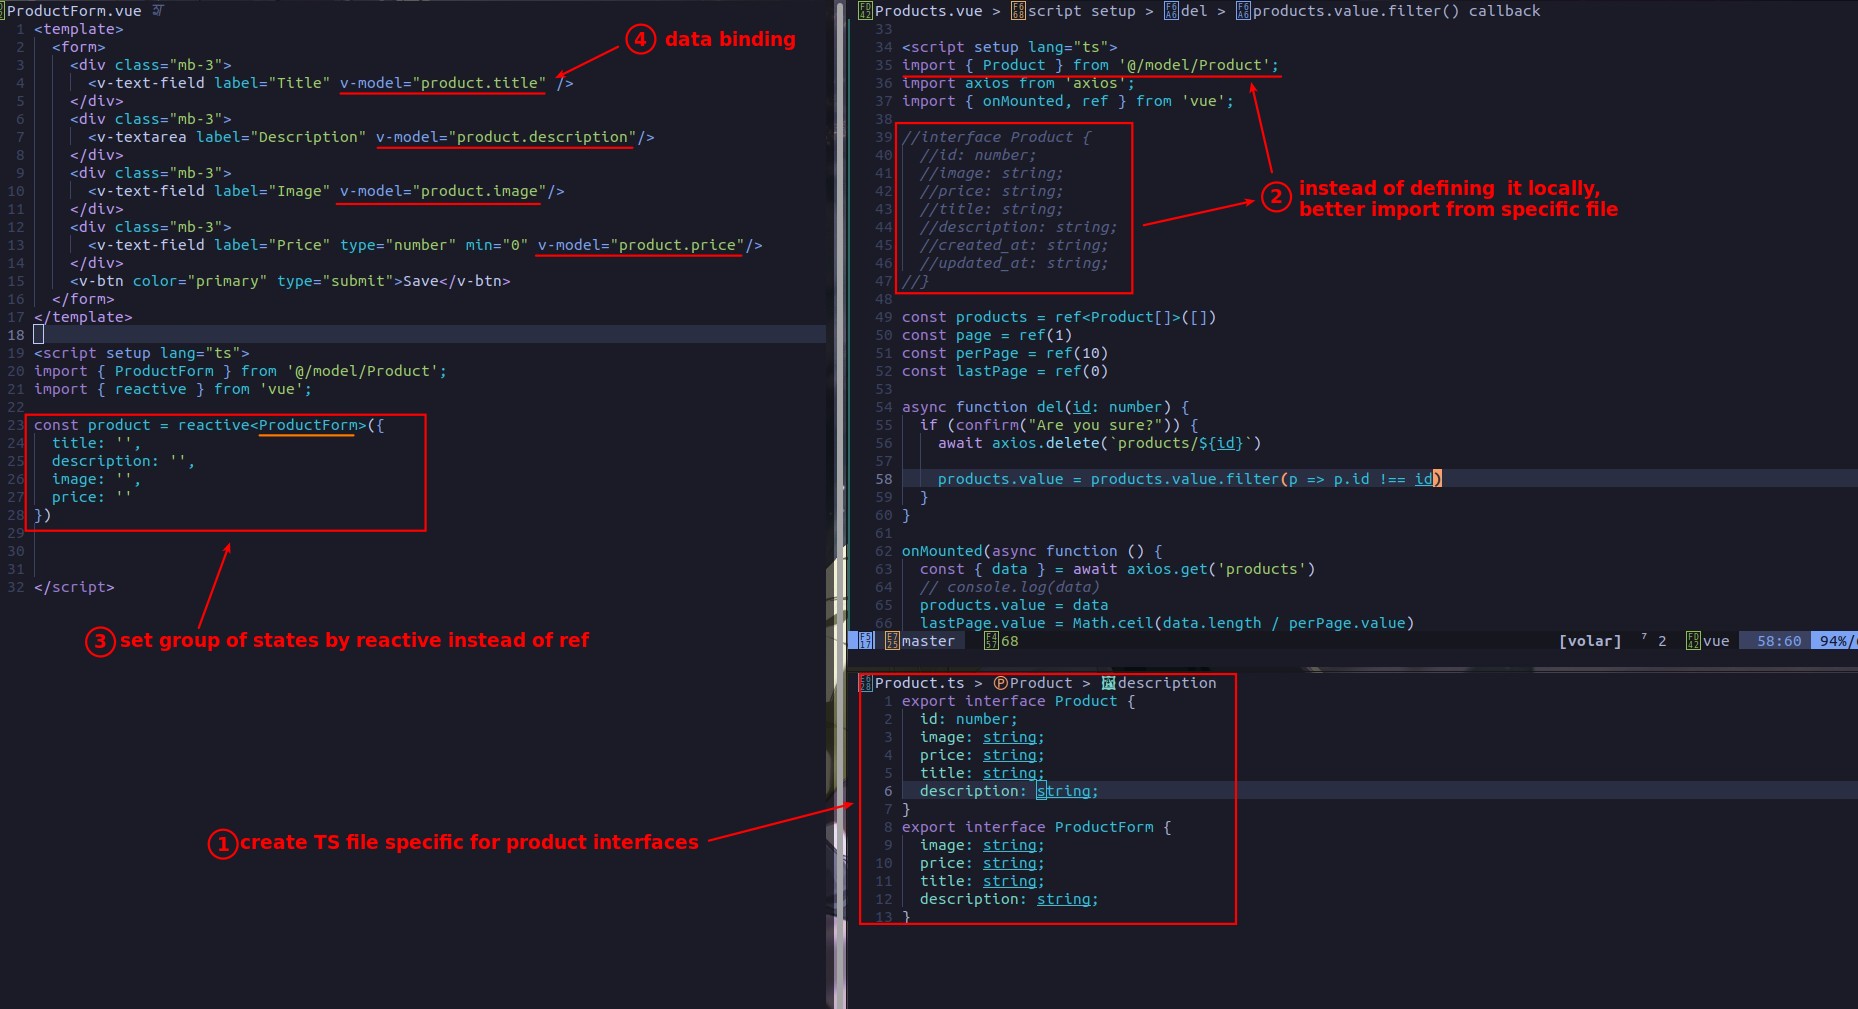 ProductForm.vue
1 <template>
2 <form>
3 <div class="mb-3">
4 <v-text-field label="Title" v-model="product.title" />
5 </div>
6 <div class="mb-3">
7 <v-textarea label="Description" v-model="product.description"/>
8 </div>
9 <div class="mb-3">
10 <v-text-field label="Image" v-model="product.image"/>
11 </div>
12 <div class="mb-3">
13 <v-text-field label="Price" type="number" min="0" v-model="product.price"/>
14 </div>
15 <v-btn color="primary" type="submit">Save</v-btn>
16 </form>
17 </template>
18
19 <script setup lang="ts">
20 import { ProductForm } from '@/model/Product';
21 import { reactive } from 'vue';
22
23 const product = reactive<ProductForm>({
24 title: '',
25 description: '',
26 image: '',
27 price: ''
28 })
29
30
31
32 </script>
4 data binding
3 set group of states by reactive instead of ref
1 create TS file specific for product interfaces
Products.vue > script setup > del > products.value.filter() callback
33
34 <script setup lang="ts">
35 import { Product } from '@/model/Product';
36 import axios from 'axios';
37 import { onMounted, ref } from 'vue';
38
39 //interface Product {
40 //id: number;
41 //image: string;
42 //price: string;
43 //title: string;
44 //description: string;
45 //created_at: string;
46 //updated_at: string;
47 //}
48
49 const products = ref<Product[]>([])
50 const page = ref(1)
51 const perPage = ref(10)
52 const lastPage = ref(0)
53
54 async function del(id: number) {
55 if (confirm("Are you sure?")) {
56 await axios.delete(`products/${id}`)
57
58 products.value = products.value.filter(p => p.id !== id)
59 }
60 }
61
62 onMounted(async function () {
63 const { data } = await axios.get('products')
64 // console.log(data)
65 products.value = data
66 lastPage.value = Math.ceil(data.length / perPage.value)
2 instead of defining it locally,
better import from specific file
master 68 [volar] 7 2 vue 58:60 94%/
Product.ts > Product > description
1 export interface Product {
2 id: number;
3 image: string;
4 price: string;
5 title: string;
6 description: string;
7 }
8 export interface ProductForm {
9 image: string;
10 price: string;
11 title: string;
12 description: string;
13 }